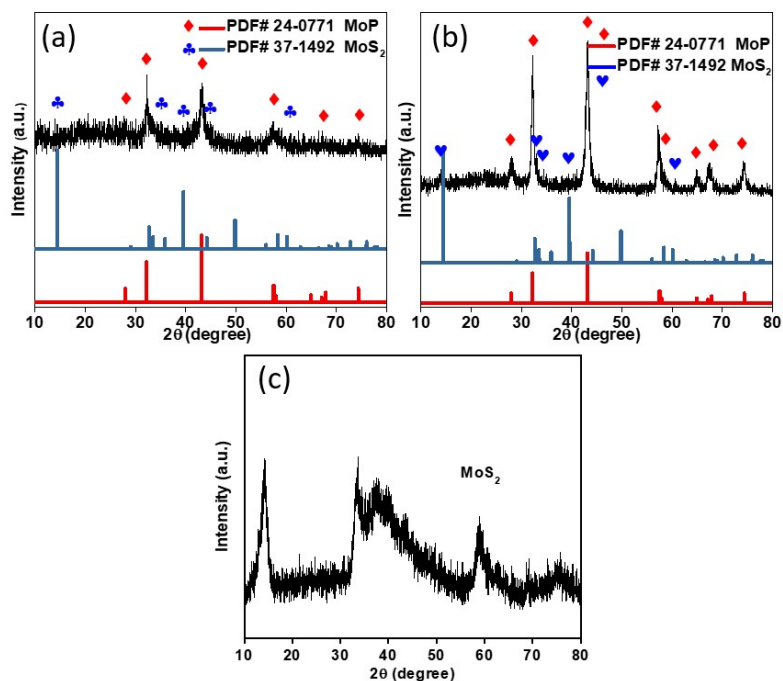 (a)
PDF# 24-0771 MoP
PDF# 37-1492 MoS₂
Intensity (a.u.)
10 20 30 40 50 60 70 80
2θ (degree)
(b)
PDF# 24-0771 MoP
PDF# 37-1492 MoS₂
Intensity (a.u.)
10 20 30 40 50 60 70 80
2θ (degree)
(c)
MoS₂
Intensity (a.u.)
10 20 30 40 50 60 70 80
2θ (degree)